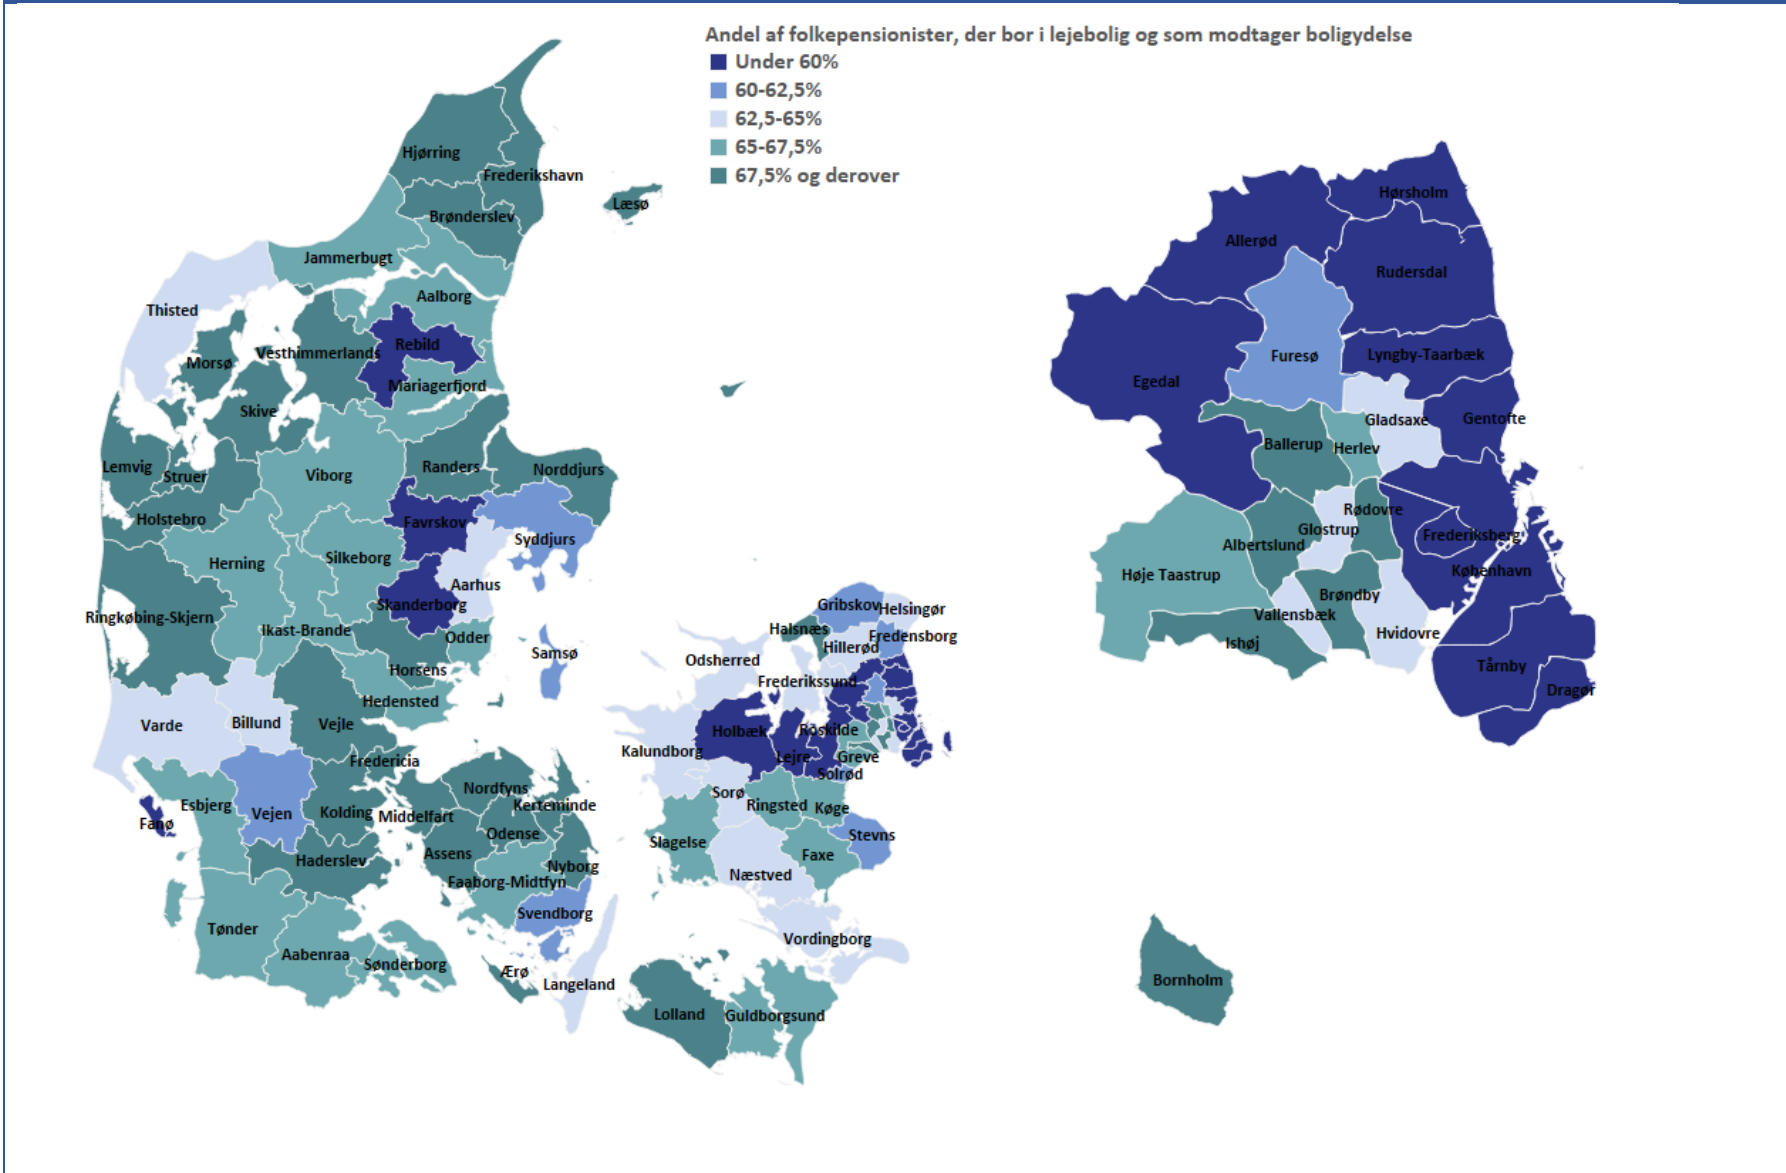 Andel af folkepensionister, der bor i lejebolig og som modtager boligydelse
Under 60%
60-62,5%
62,5-65%
65-67,5%
67,5% og derover
Hjørring
Frederikshavn
Læsø
Brønderslev
Jammerbugt
Aalborg
Thisted
Rebild
Vesthimmerlands
Morsø
Mariagerfjord
Skive
Lemvig
Struer
Viborg
Randers
Norddjurs
Holstebro
Favrskov
Syddjurs
Herning
Silkeborg
Aarhus
Skanderborg
Ringkøbing-Skjern
Ikast-Brande
Odder
Samsø
Horsens
Hedensted
Varde
Billund
Vejle
Fredericia
Esbjerg
Vejen
Kolding
Fanø
Haderslev
Tønder
Aabenraa
Sønderborg
Nordfyns
Kerteminde
Middelfart
Odense
Assens
Nyborg
Faaborg-Midtfyn
Svendborg
Ærø
Langeland
Gribskov
Helsingør
Halsnæs
Fredensborg
Hillerød
Odsherred
Frederikssund
Holbæk
Roskilde
Kalundborg
Lejre
Greve
Solrød
Sorø
Ringsted
Køge
Slagelse
Stevns
Faxe
Næstved
Vordingborg
Lolland
Guldborgsund
Hørsholm
Allerød
Rudersdal
Furesø
Lyngby-Taarbæk
Egedal
Gladsaxe
Gentofte
Ballerup
Herlev
Rødovre
Glostrup
Frederiksberg
Albertslund
København
Høje Taastrup
Brøndby
Vallensbæk
Hvidovre
Ishøj
Tårnby
Dragør
Bornholm